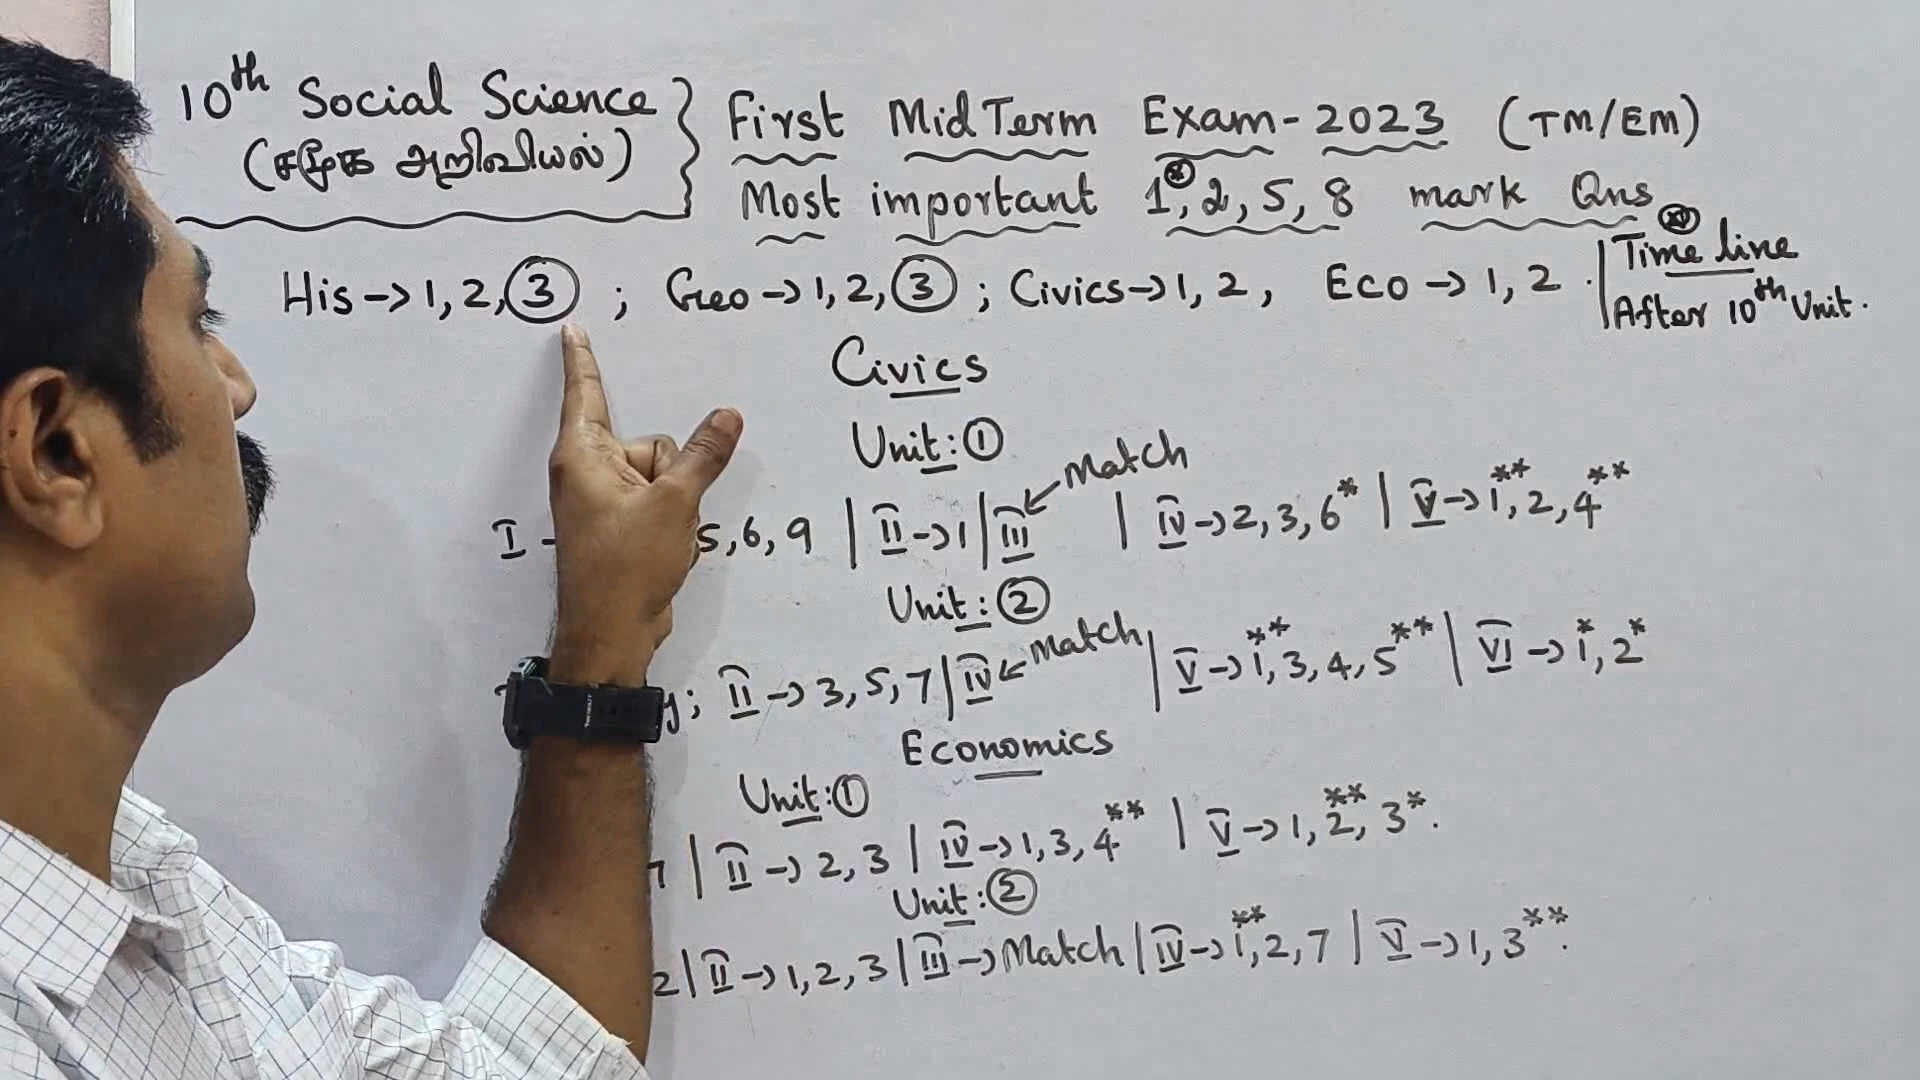 10th Social Science } First Mid Term Exam - 2023 (TM/EM)
(சமூக அறிவியல்) Most important 1*, 2, 5, 8 mark Qns
His → 1, 2, 3 ; Geo → 1, 2, 3 ; Civics → 1, 2, Eco → 1, 2 . | Time line
After 10th Unit.
Civics
Unit: 1
Match
I - 5, 6, 9 | II → 1 | III | IV → 2, 3, 6* | V → 1**, 2, 4**
Unit: 2
; II → 3, 5, 7 | IV ← Match | V → 1**, 3, 4, 5** | VI → 1*, 2*
Economics
Unit: 1
7 | II → 2, 3 | IV → 1, 3, 4** | V → 1, 2**, 3*.
Unit: 2
2 | II → 1, 2, 3 | III → Match | IV → 1**, 2, 7 | V → 1, 3**.